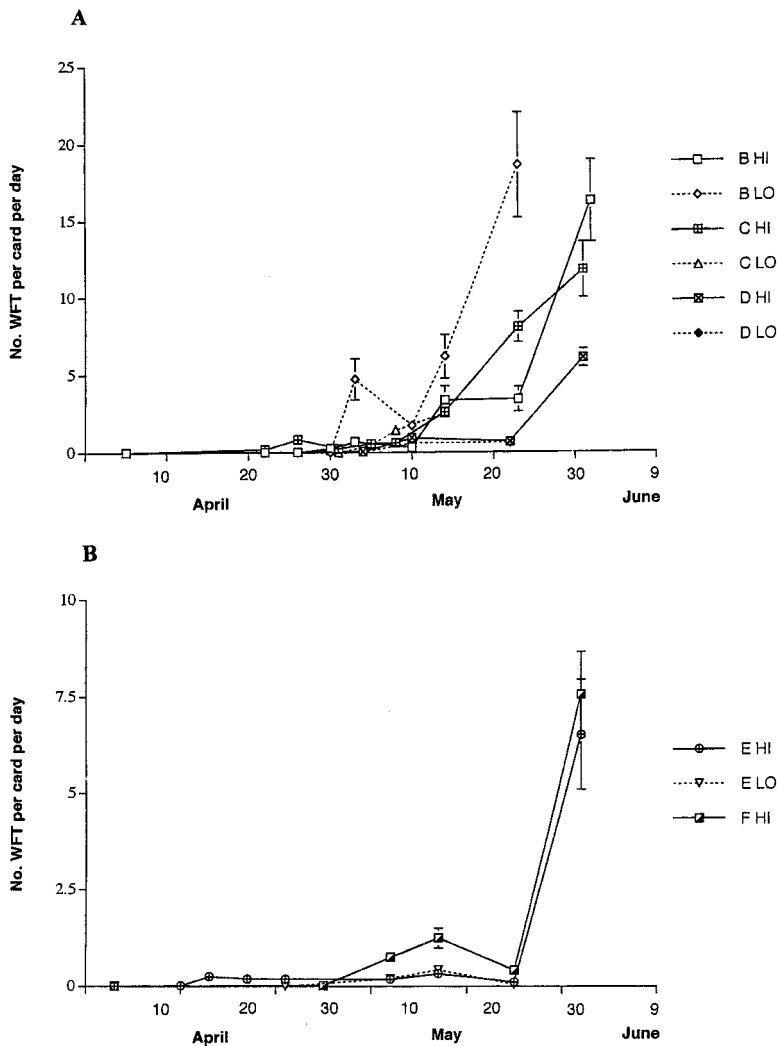 A
25
20
15
10
5
0
No. WFT per card per day
10 20 30 10 20 30 9
April May June
B HI
B LO
C HI
C LO
D HI
D LO
B
10
7.5
5
2.5
0
No. WFT per card per day
10 20 30 10 20 30 9
April May June
E HI
E LO
F HI